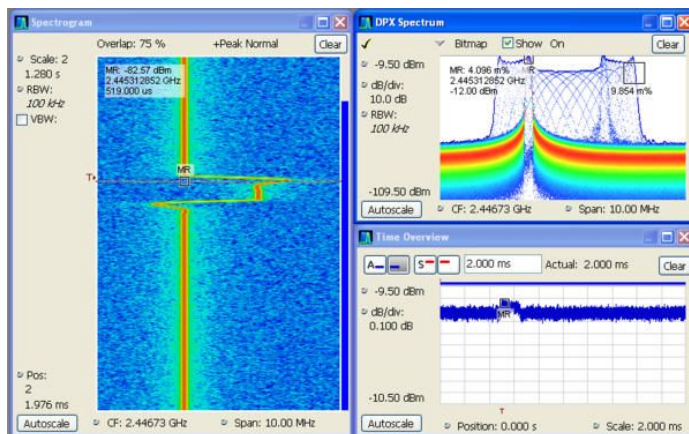 Spectrogram
Overlap: 75 %
+Peak Normal
Clear
Scale: 2
1.280 s
RBW:
100 kHz
VBW:
MR: -82.57 dBm
2.445312852 GHz
519.000 us
MR
T
Pos:
2
1.976 ms
Autoscale
CF: 2.44673 GHz
Span: 10.00 MHz
DPX Spectrum
Bitmap
Show
On
Clear
-9.50 dBm
dB/div:
10.0 dB
RBW:
100 kHz
-109.50 dBm
MR: 4.096 m%
2.445312852 GHz
-12.00 dBm
MR
9.854 m%
Autoscale
CF: 2.44673 GHz
Span: 10.00 MHz
Time Overview
A
S
2.000 ms
Actual: 2.000 ms
Clear
-9.50 dBm
dB/div:
0.100 dB
-10.50 dBm
MR
T
Autoscale
Position: 0.000 s
Scale: 2.000 ms